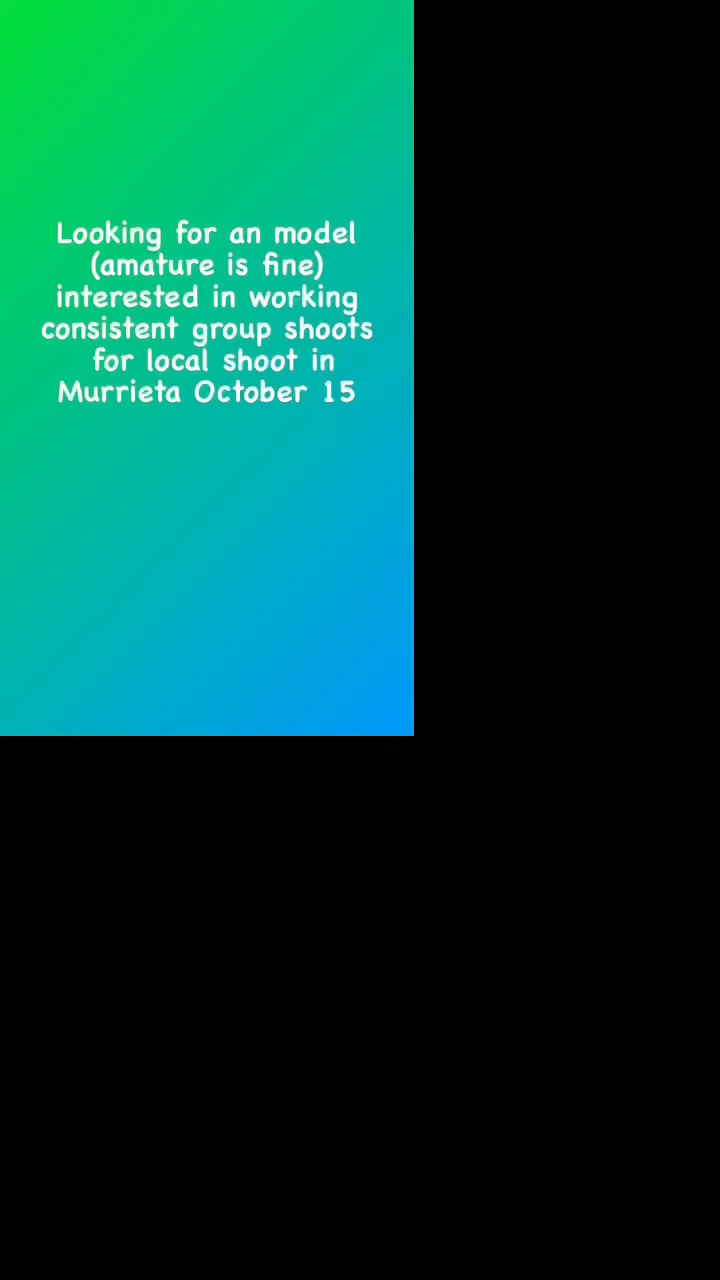 Looking for an model
(amature is fine)
interested in working
consistent group shoots
for local shoot in
Murrieta October 15